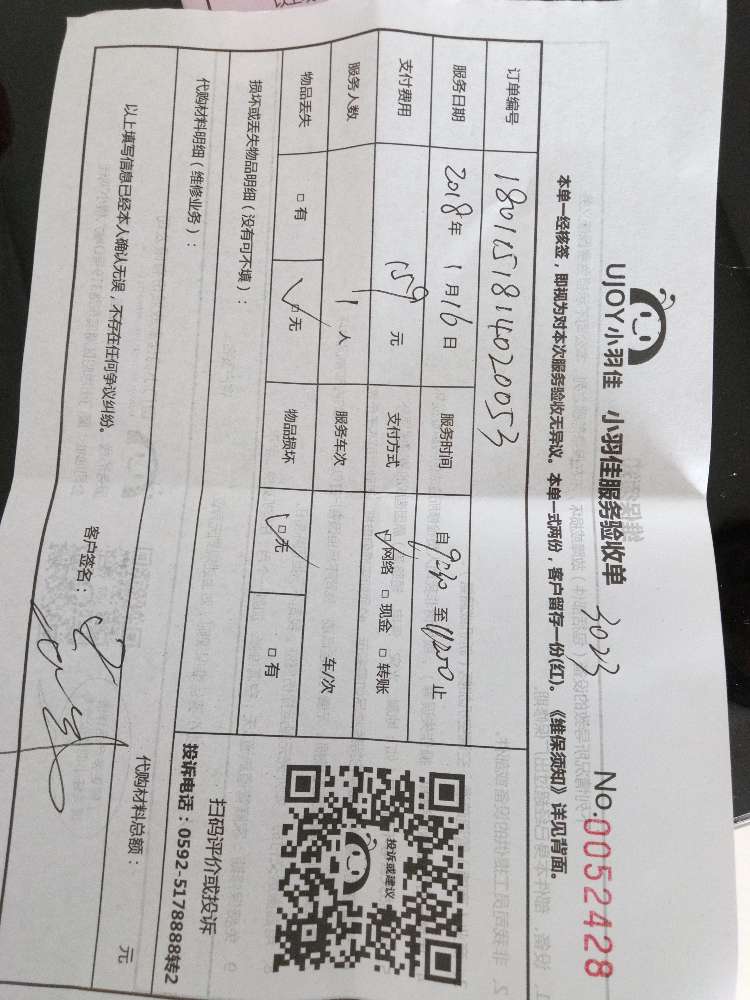 UJOY小羽佳 小羽佳服务验收单 3023 No.0052428
本单一经核签，即视为对本次服务验收无异议。本单一式两份，客户留存一份(红)。《维保须知》详见背面。
订单编号 1801151814020053
服务日期 2018年 1月16日 服务时间 自9:30 至11:00止
支付费用 159 元 支付方式 ☑网络 □现金 □转账
服务人数 1 人 服务车次 车/次
物品丢失 □有 ☑无 物品损坏 ☑无 □有
损坏或丢失物品明细（没有可不填）：
代购材料明细（维修业务）：
投诉或建议
扫码评价或投诉
投诉电话：0592-5178888转2
代购材料总额： 元
以上填写信息已经本人确认无误，不存在任何争议纠纷。 客户签名：